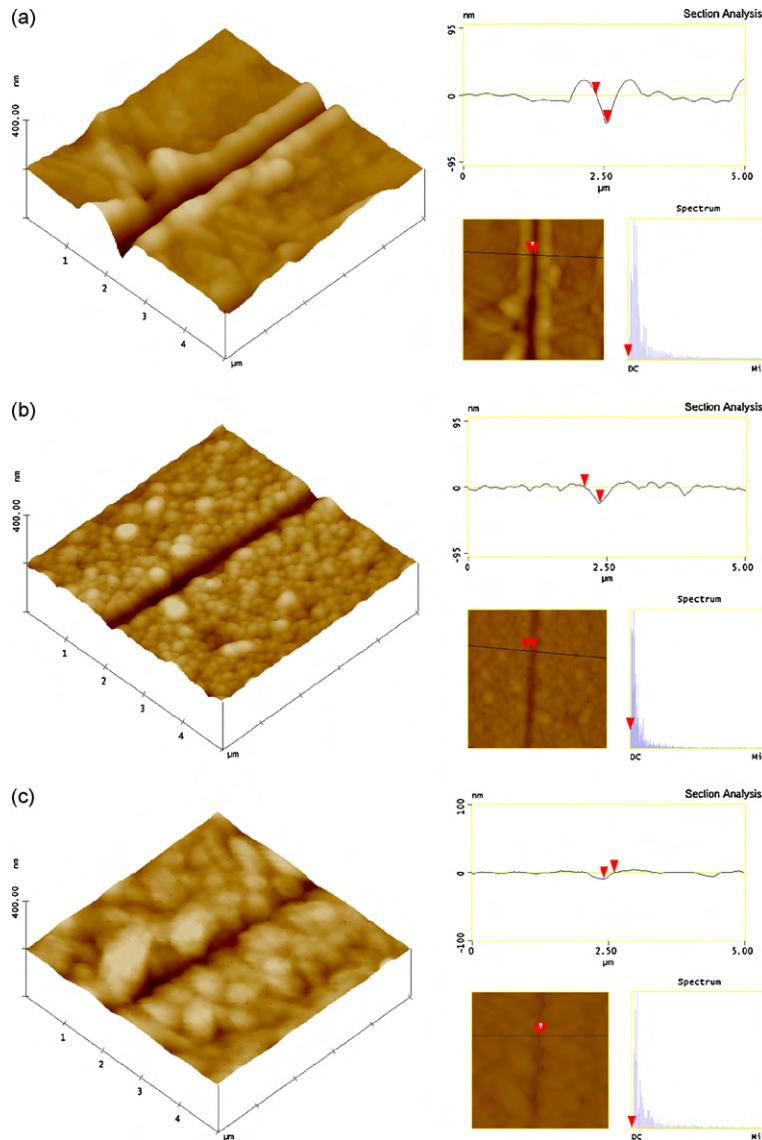 (a)
nm
400.00
1
2
3
4
µm
nm
Section Analysis
95
0
-95
0
2.50
5.00
µm
Spectrum
DC
Mi
(b)
nm
400.00
1
2
3
4
µm
nm
Section Analysis
95
0
-95
0
2.50
5.00
µm
Spectrum
DC
Mi
(c)
nm
400.00
1
2
3
4
µm
nm
Section Analysis
100
0
-100
0
2.50
5.00
µm
Spectrum
DC
Mi